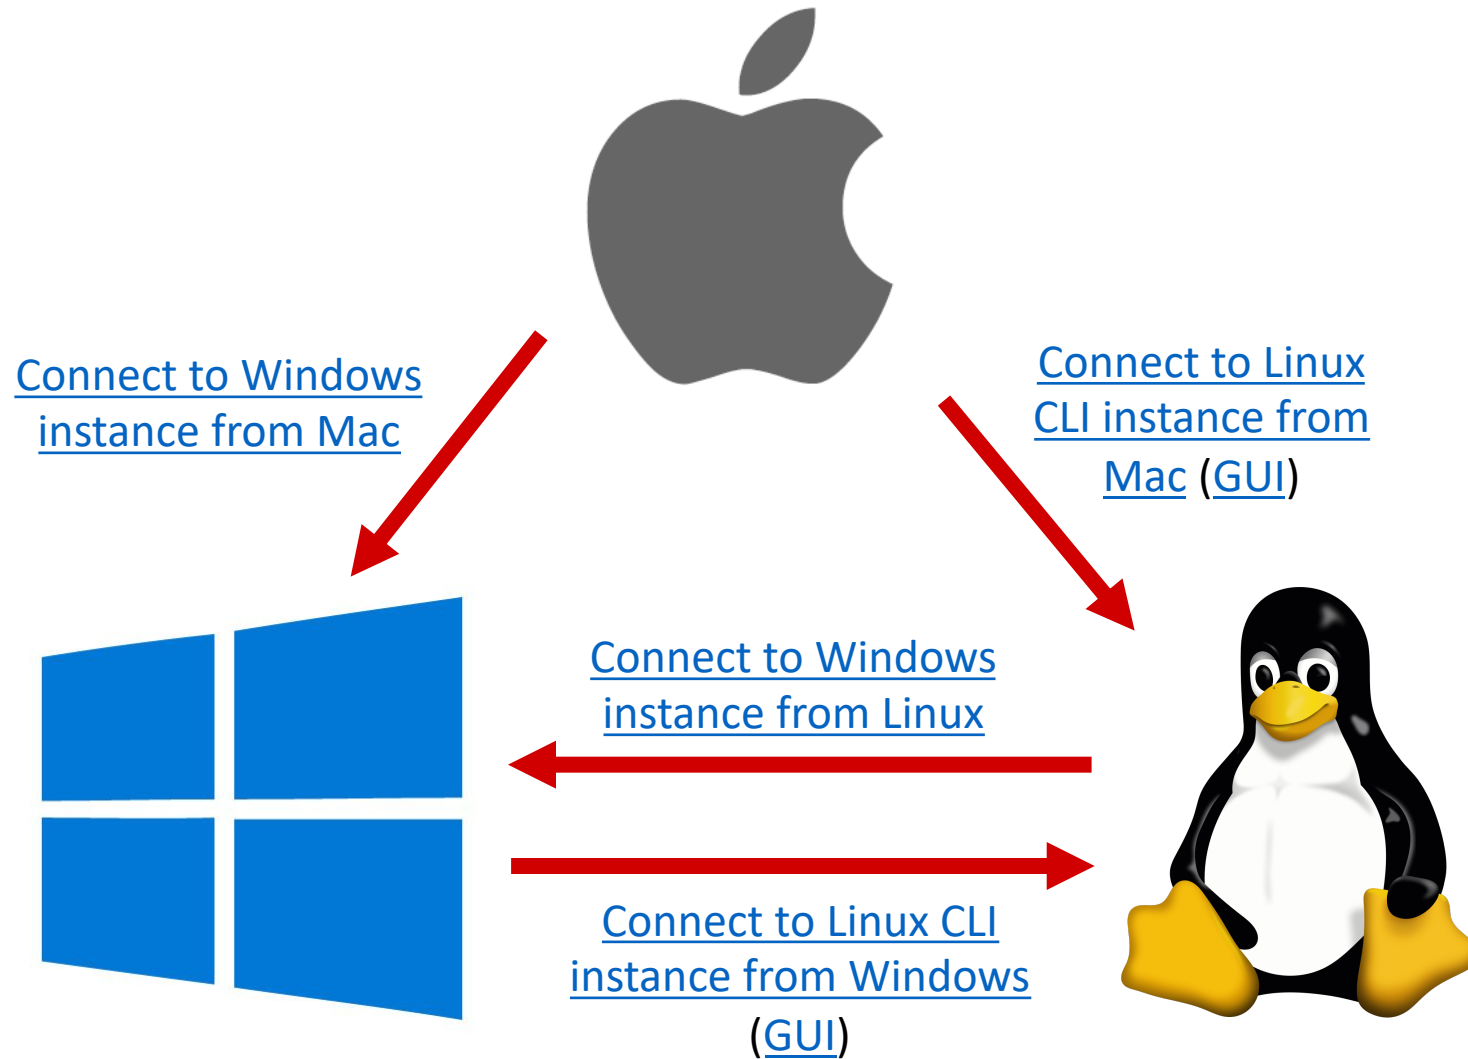 Connect to Windows
instance from Mac
Connect to Linux
CLI instance from
Mac (GUI)
Connect to Windows
instance from Linux
Connect to Linux CLI
instance from Windows
(GUI)